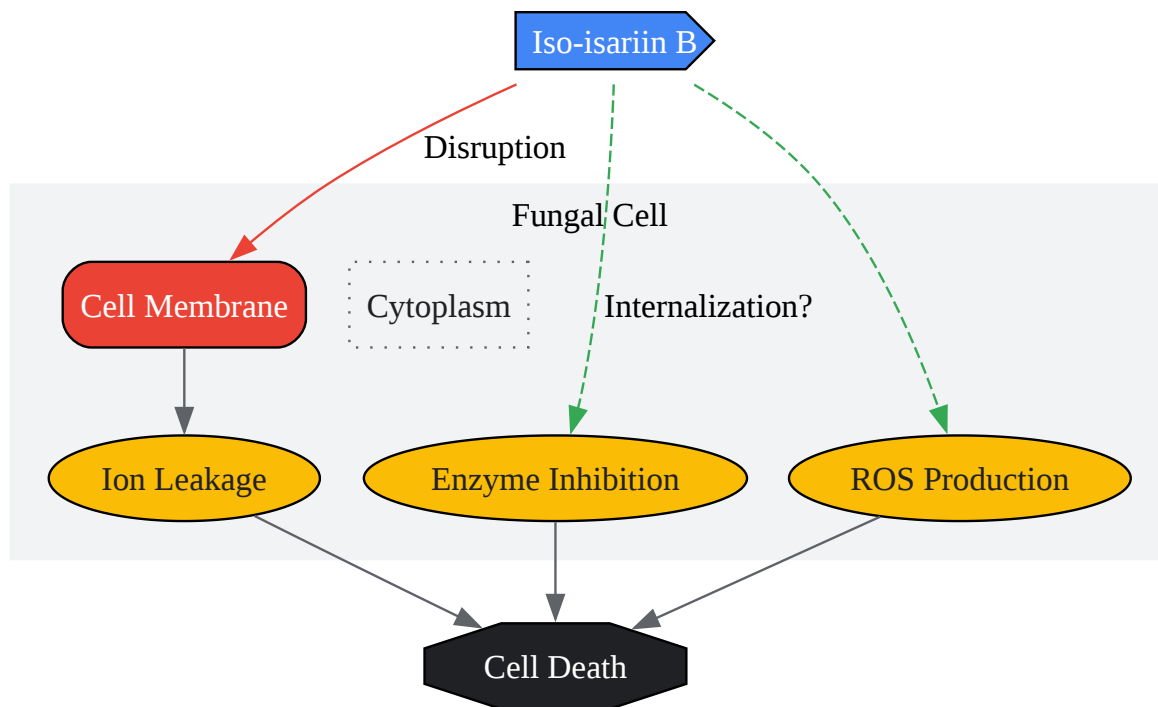 Iso-isariin B
Disruption
Fungal Cell
Cell Membrane
Cytoplasm
Internalization?
Ion Leakage
Enzyme Inhibition
ROS Production
Cell Death